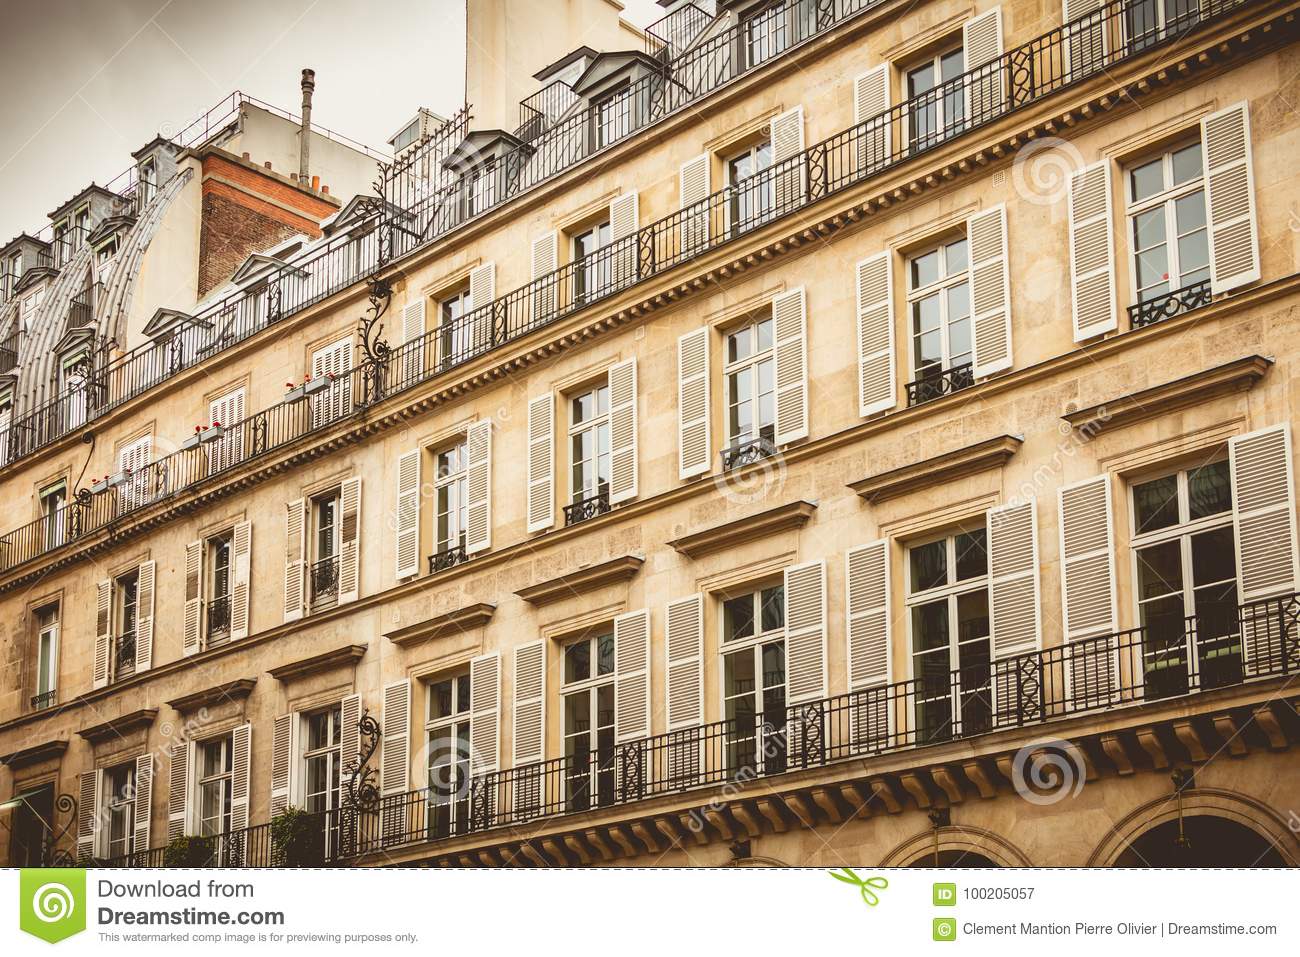 dreamstime
Download from
Dreamstime.com
This watermarked comp image is for previewing purposes only.
ID 100205057
© Clement Mantion Pierre Olivier | Dreamstime.com